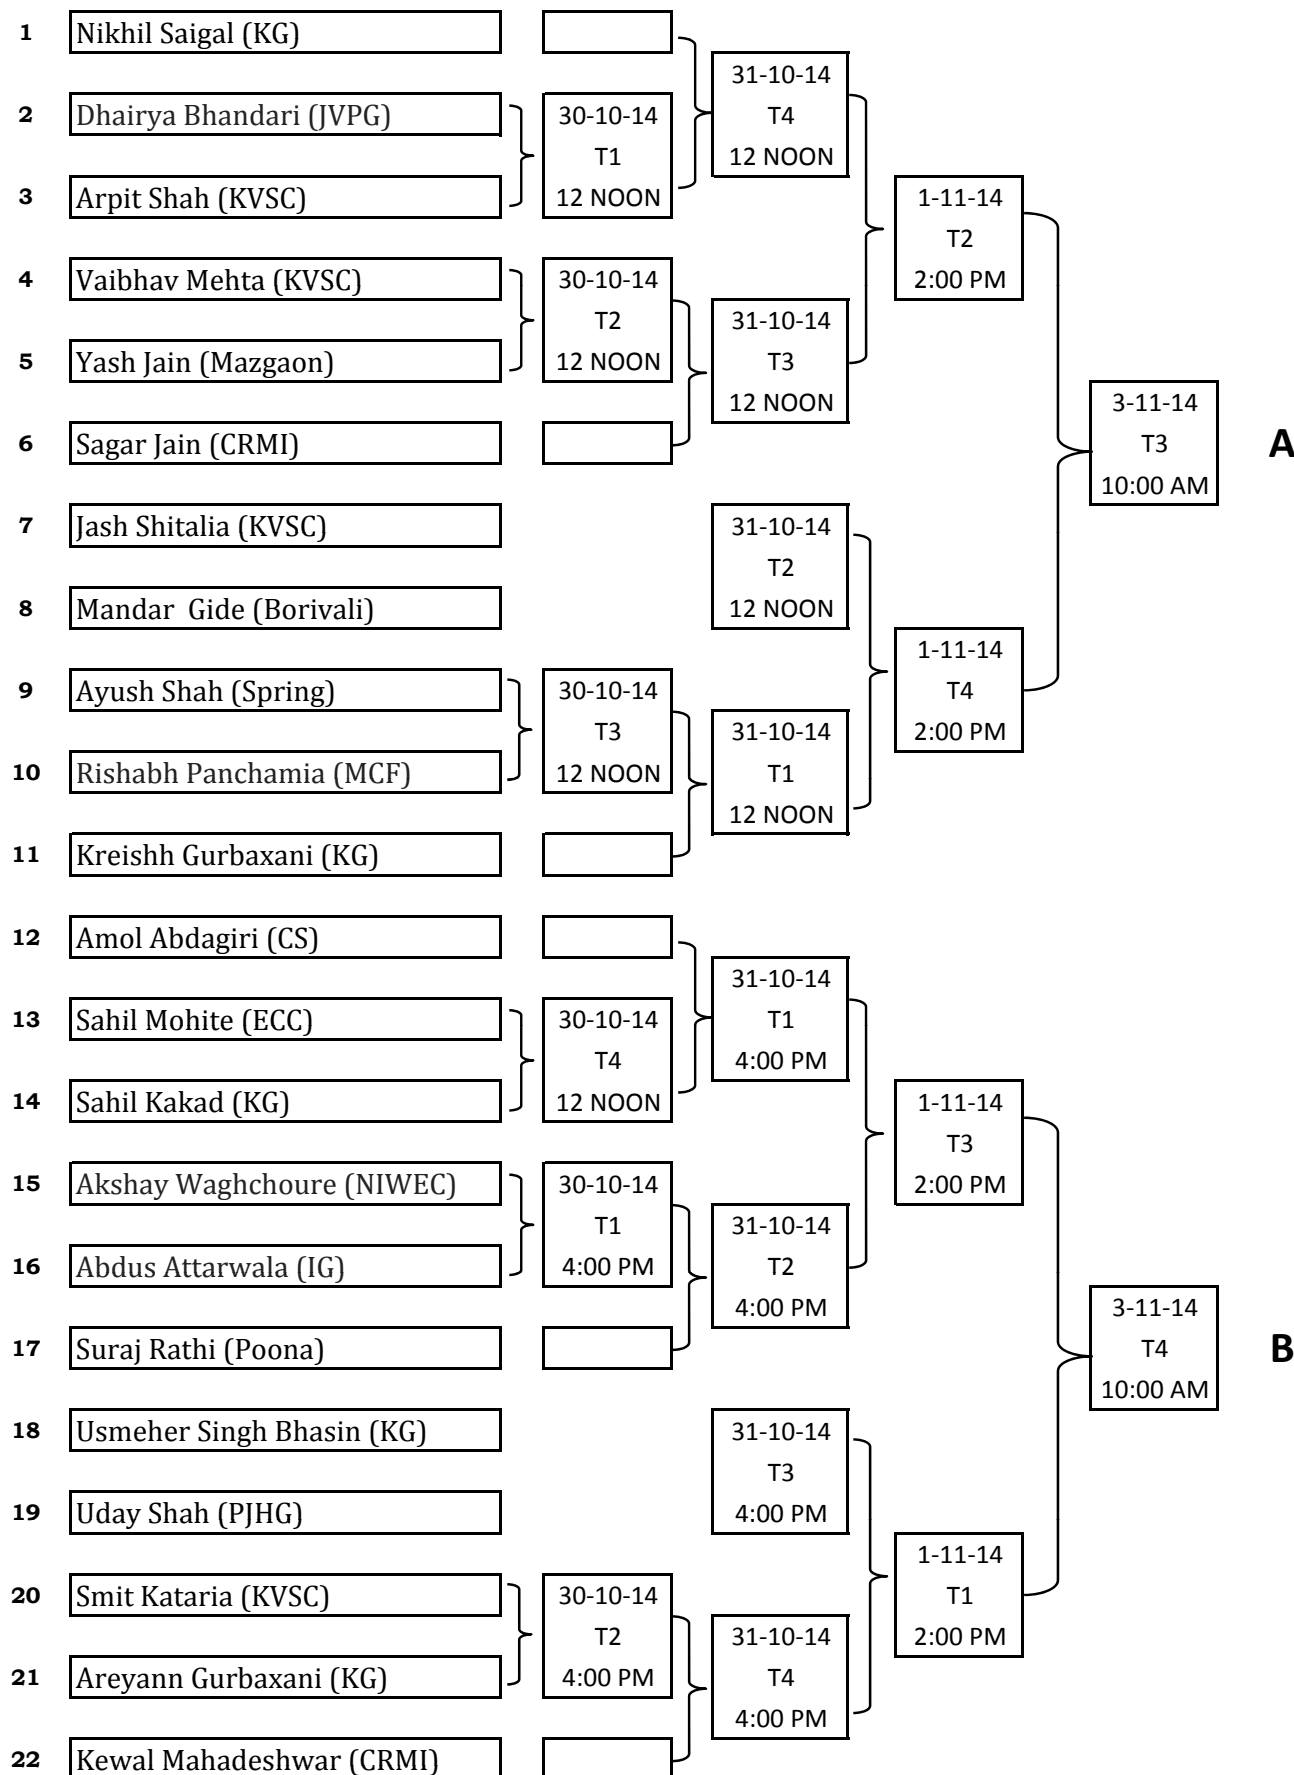 1 Nikhil Saigal (KG)
31-10-14
2 Dhairya Bhandari (JVPG) 30-10-14 T4
T1 12 NOON
3 Arpit Shah (KVSC) 12 NOON 1-11-14
T2
4 Vaibhav Mehta (KVSC) 30-10-14 2:00 PM
T2 31-10-14
5 Yash Jain (Mazgaon) 12 NOON T3
12 NOON 3-11-14
6 Sagar Jain (CRMI) T3 A
10:00 AM
7 Jash Shitalia (KVSC) 31-10-14
T2
8 Mandar  Gide (Borivali) 12 NOON
1-11-14
9 Ayush Shah (Spring) 30-10-14 T4
T3 31-10-14 2:00 PM
10 Rishabh Panchamia (MCF) 12 NOON T1
12 NOON
11 Kreishh Gurbaxani (KG)
12 Amol Abdagiri (CS)
31-10-14
13 Sahil Mohite (ECC) 30-10-14 T1
T4 4:00 PM
14 Sahil Kakad (KG) 12 NOON 1-11-14
T3
15 Akshay Waghchoure (NIWEC) 30-10-14 2:00 PM
T1 31-10-14
16 Abdus Attarwala (IG) 4:00 PM T2
4:00 PM 3-11-14
17 Suraj Rathi (Poona) T4 B
10:00 AM
18 Usmeher Singh Bhasin (KG) 31-10-14
T3
19 Uday Shah (PJHG) 4:00 PM
1-11-14
20 Smit Kataria (KVSC) 30-10-14 T1
T2 31-10-14 2:00 PM
21 Areyann Gurbaxani (KG) 4:00 PM T4
4:00 PM
22 Kewal Mahadeshwar (CRMI)